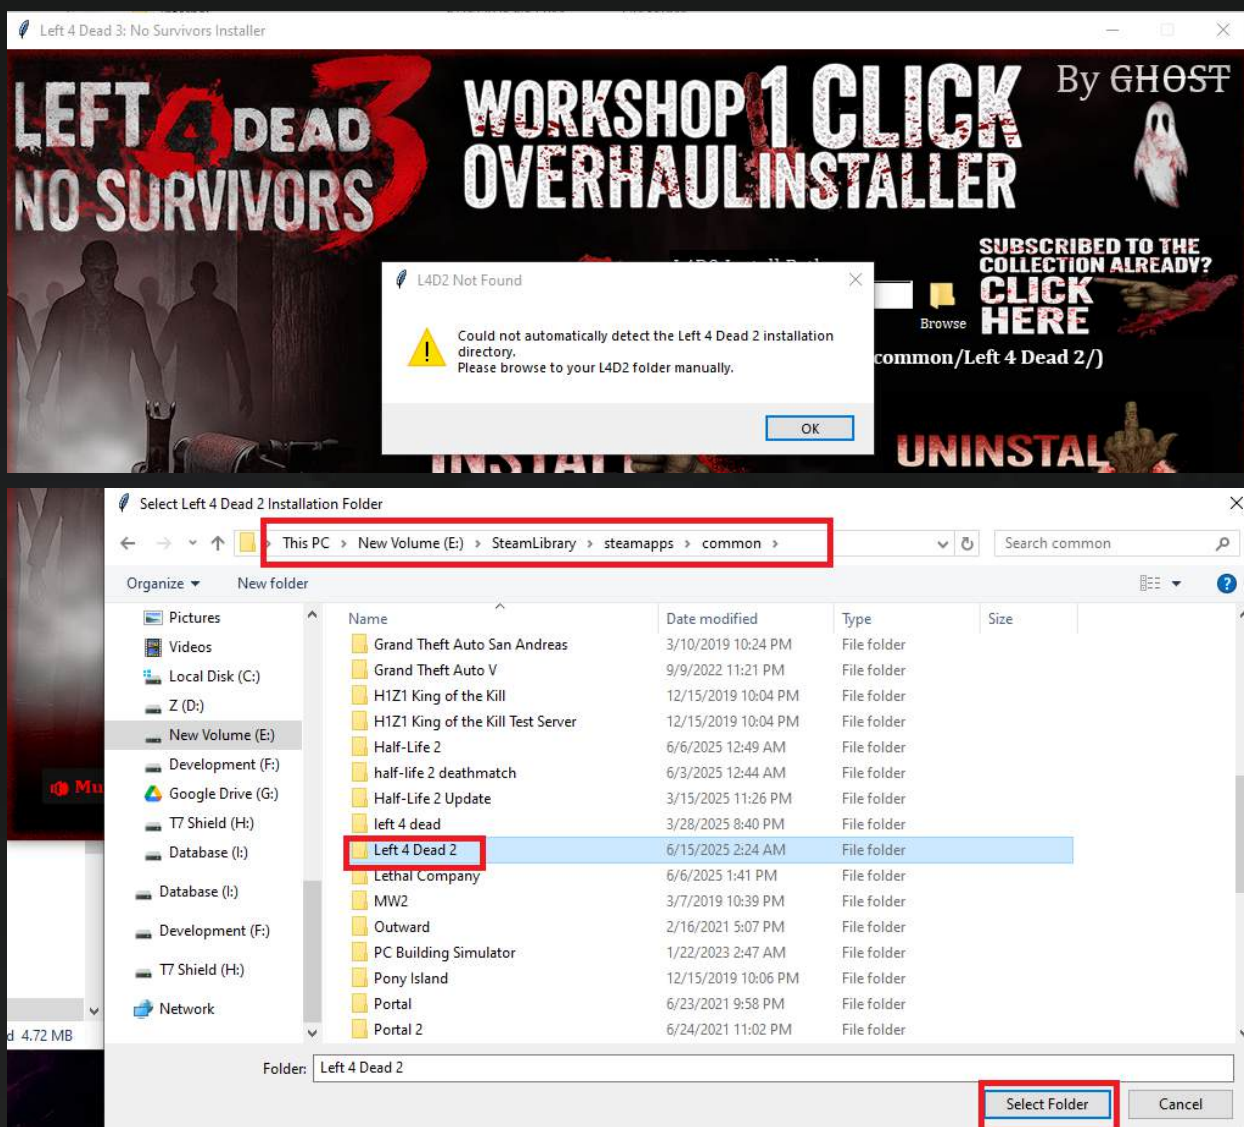 Left 4 Dead 3: No Survivors Installer
LEFT 4 DEAD 3
NO SURVIVORS
WORKSHOP 1 CLICK
OVERHAUL INSTALLER
By GHOST
SUBSCRIBED TO THE
COLLECTION ALREADY?
CLICK
HERE
Browse
common/Left 4 Dead 2/)
L4D2 Not Found
Could not automatically detect the Left 4 Dead 2 installation
directory.
Please browse to your L4D2 folder manually.
OK
INSTALL
UNINSTAL
Select Left 4 Dead 2 Installation Folder
This PC > New Volume (E:) > SteamLibrary > steamapps > common >
Search common
Organize
New folder
Name Date modified Type Size
Pictures
Videos
Local Disk (C:)
Z (D:)
New Volume (E:)
Development (F:)
Google Drive (G:)
T7 Shield (H:)
Database (I:)
Database (I:)
Development (F:)
T7 Shield (H:)
Network
Grand Theft Auto San Andreas 3/10/2019 10:24 PM File folder
Grand Theft Auto V 9/9/2022 11:21 PM File folder
H1Z1 King of the Kill 12/15/2019 10:04 PM File folder
H1Z1 King of the Kill Test Server 12/15/2019 10:04 PM File folder
Half-Life 2 6/6/2025 12:49 AM File folder
half-life 2 deathmatch 6/3/2025 12:44 AM File folder
Half-Life 2 Update 3/15/2025 11:26 PM File folder
left 4 dead 3/28/2025 8:40 PM File folder
Left 4 Dead 2 6/15/2025 2:24 AM File folder
Lethal Company 6/6/2025 1:41 PM File folder
MW2 3/7/2019 10:39 PM File folder
Outward 2/16/2021 5:07 PM File folder
PC Building Simulator 1/22/2023 2:47 AM File folder
Pony Island 12/15/2019 10:06 PM File folder
Portal 6/23/2021 9:58 PM File folder
Portal 2 6/24/2021 11:02 PM File folder
Mu
d 4.72 MB
Folder: Left 4 Dead 2
Select Folder
Cancel